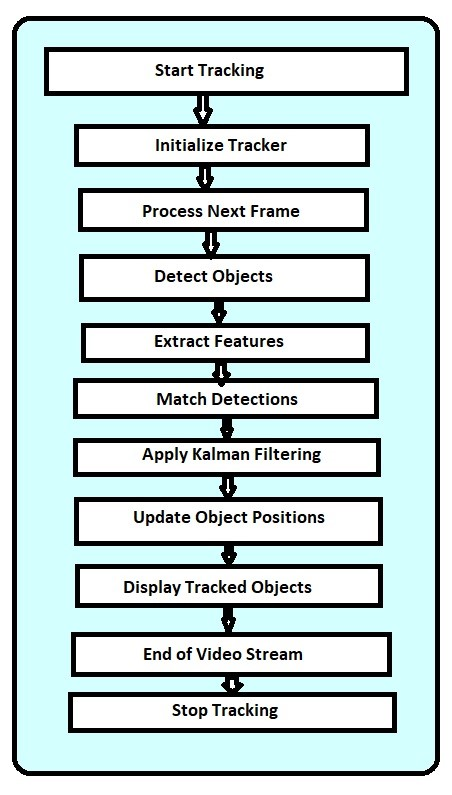 Start Tracking
Initialize Tracker
Process Next Frame
Detect Objects
Extract Features
Match Detections
Apply Kalman Filtering
Update Object Positions
Display Tracked Objects
End of Video Stream
Stop Tracking